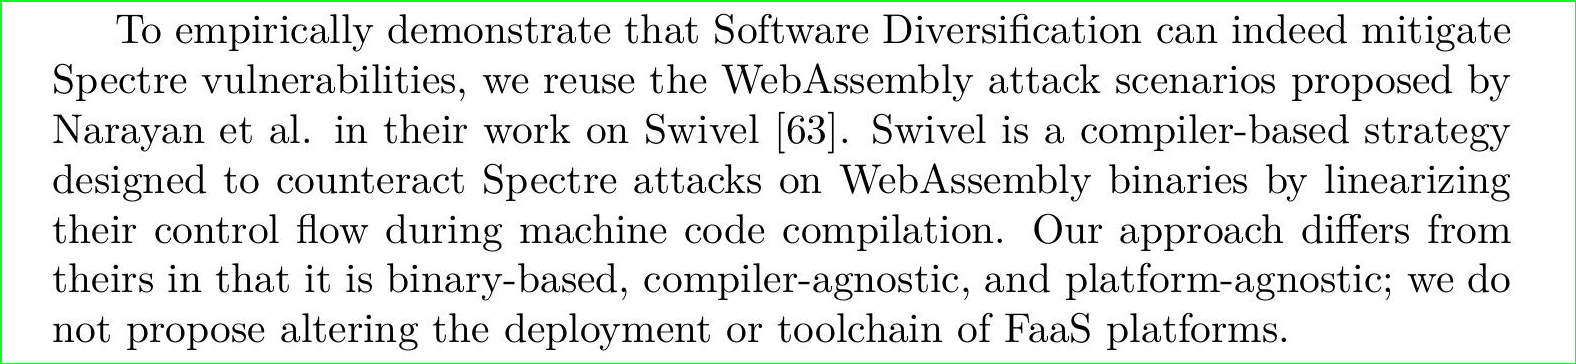 To empirically demonstrate that Software Diversification can indeed mitigate
Spectre vulnerabilities, we reuse the WebAssembly attack scenarios proposed by
Narayan et al. in their work on Swivel [63]. Swivel is a compiler-based strategy
designed to counteract Spectre attacks on WebAssembly binaries by linearizing
their control flow during machine code compilation. Our approach differs from
theirs in that it is binary-based, compiler-agnostic, and platform-agnostic; we do
not propose altering the deployment or toolchain of FaaS platforms.